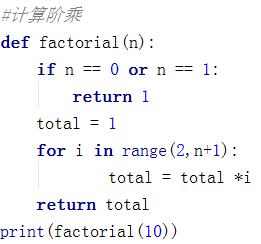 #计算阶乘
def factorial(n):
    if n == 0 or n == 1:
        return 1
    total = 1
    for i in range(2,n+1):
            total = total *i
    return total
print(factorial(10))